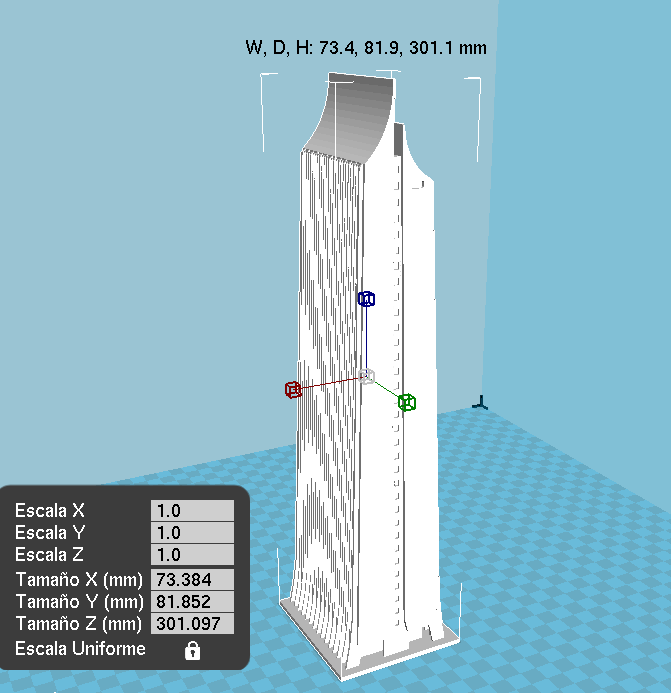 W, D, H: 73.4, 81.9, 301.1 mm
Escala X 1.0
Escala Y 1.0
Escala Z 1.0
Tamaño X (mm) 73.384
Tamaño Y (mm) 81.852
Tamaño Z (mm) 301.097
Escala Uniforme